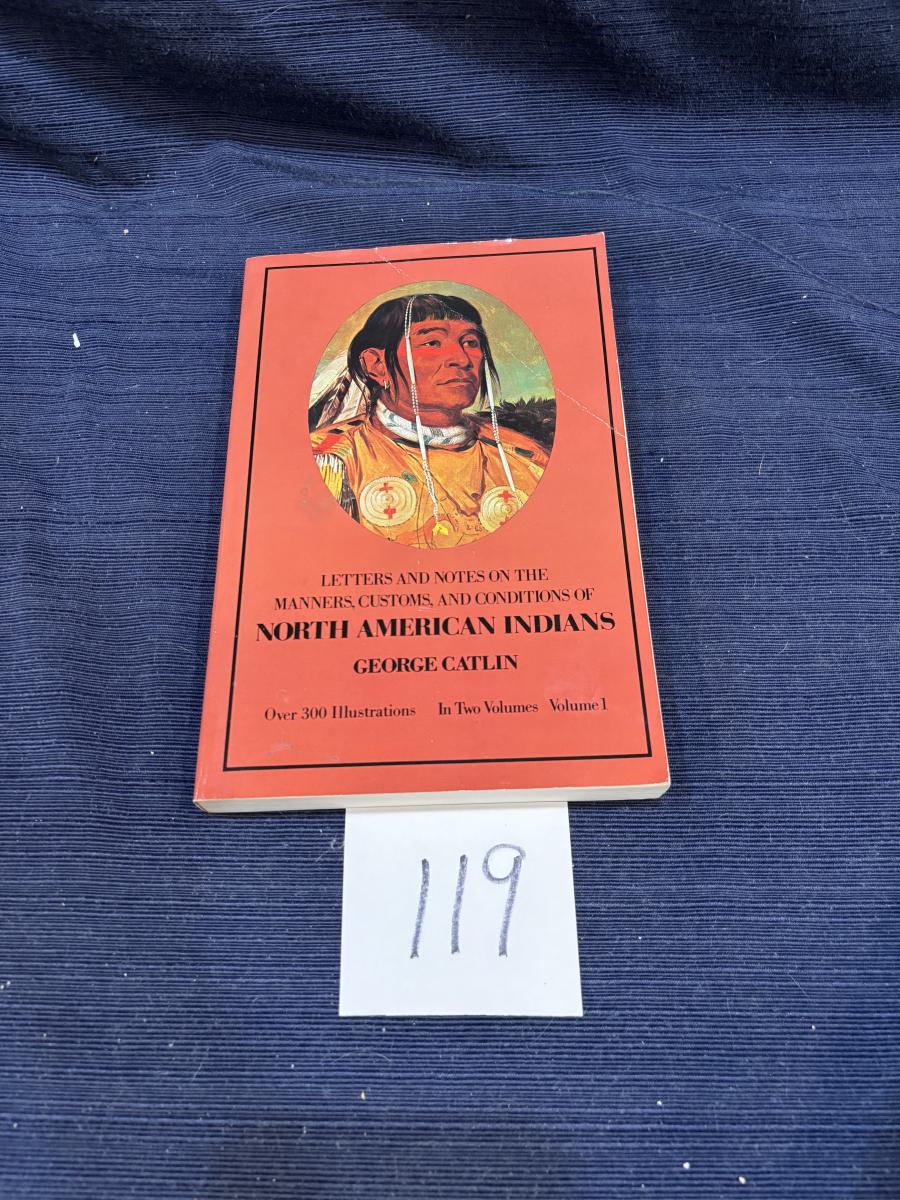 LETTERS AND NOTES ON THE
MANNERS, CUSTOMS, AND CONDITIONS OF
NORTH AMERICAN INDIANS
GEORGE CATLIN
Over 300 Illustrations In Two Volumes Volume 1
119